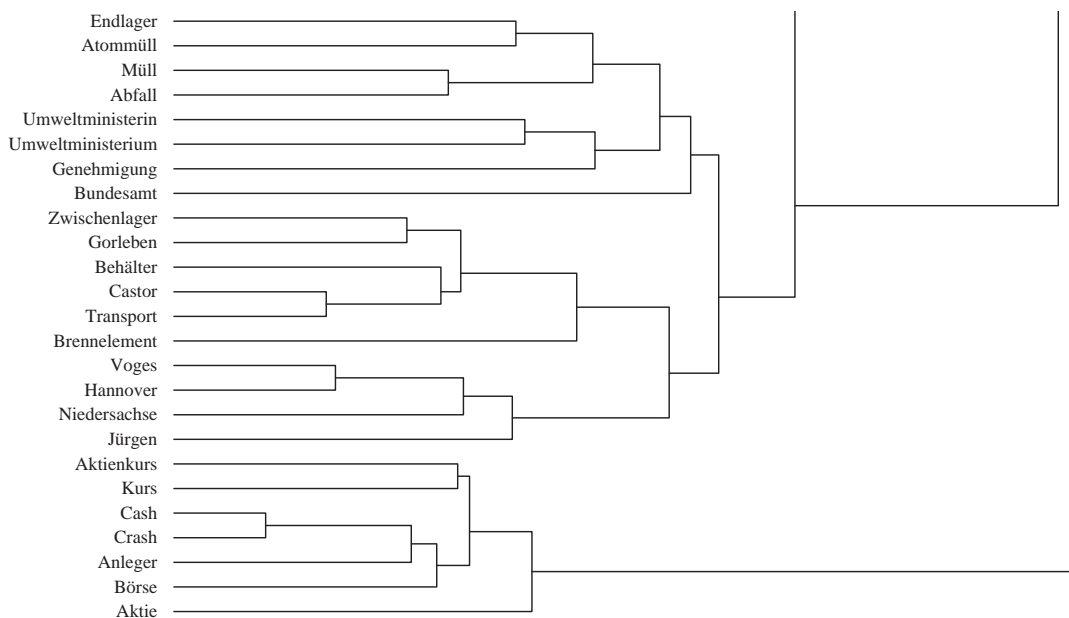 Endlager
Atommüll
Müll
Abfall
Umweltministerin
Umweltministerium
Genehmigung
Bundesamt
Zwischenlager
Gorleben
Behälter
Castor
Transport
Brennelement
Voges
Hannover
Niedersachse
Jürgen
Aktienkurs
Kurs
Cash
Crash
Anleger
Börse
Aktie